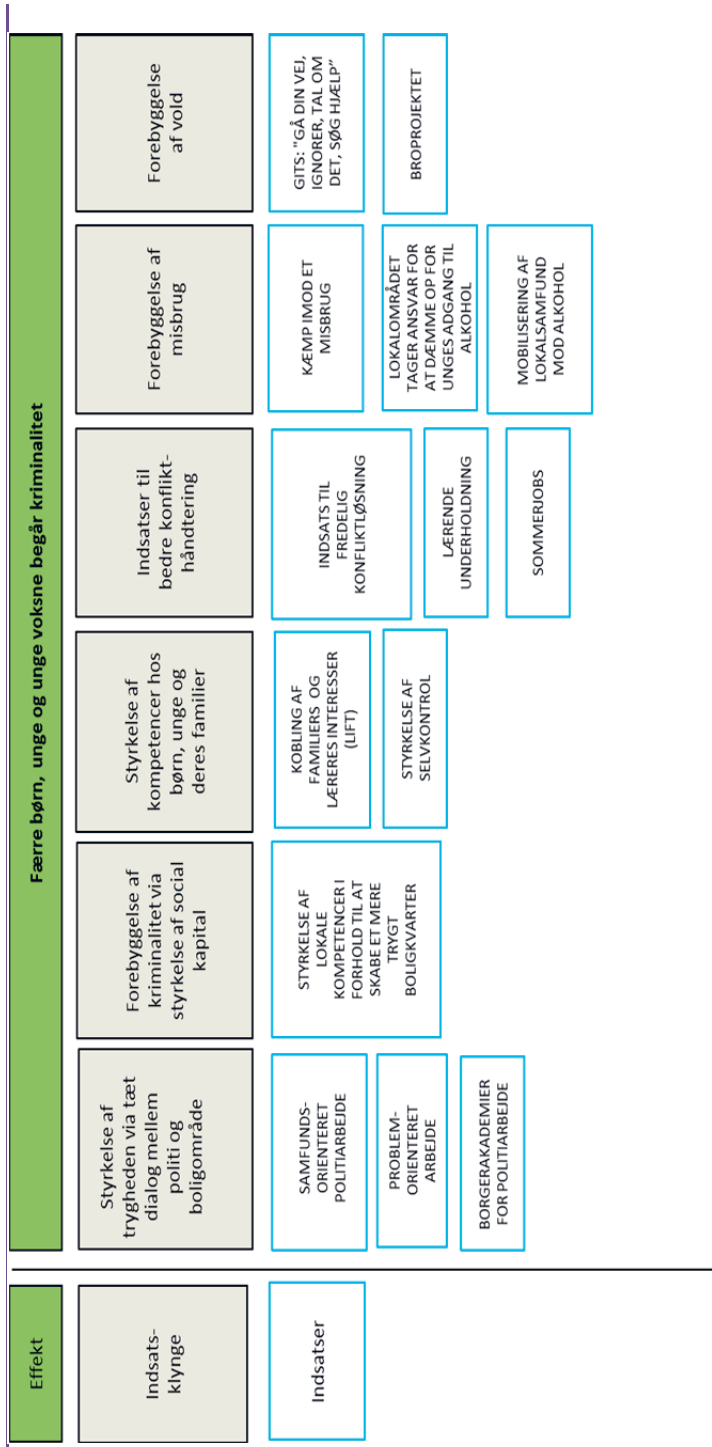 Effekt
Færre børn, unge og unge voksne begår kriminalitet
Indsats-
klynge
Styrkelse af
trygheden via tæt
dialog mellem
politi og
boligområde
Forebyggelse af
kriminalitet via
styrkelse af social
kapital
Styrkelse af
kompetencer hos
børn, unge og
deres familier
Indsatser til
bedre konflikt-
håndtering
Forebyggelse af
misbrug
Forebyggelse
af vold
Indsatser
SAMFUNDS-
ORIENTERET
POLITIARBEJDE
PROBLEM-
ORIENTERET
ARBEJDE
BORGERAKADEMIER
FOR POLITIARBEJDE
STYRKELSE AF
LOKALE
KOMPETENCER I
FORHOLD TIL AT
SKABE ET MERE
TRYGT
BOLIGKVARTER
KOBLING AF
FAMILIERS OG
LÆRERES INTERESSER
(LIFT)
STYRKELSE AF
SELVKONTROL
INDSATS TIL
FREDELIG
KONFLIKTLØSNING
LÆRENDE
UNDERHOLDNING
SOMMERJOBS
KÆMP IMOD ET
MISBRUG
LOKALOMRÅDET
TAGER ANSVAR FOR
AT DÆMME OP FOR
UNGES ADGANG TIL
ALKOHOL
MOBILISERING AF
LOKALSAMFUND
MOD ALKOHOL
GITS: "GÅ DIN VEJ,
IGNORER, TAL OM
DET, SØG HJÆLP"
BROPROJEKTET